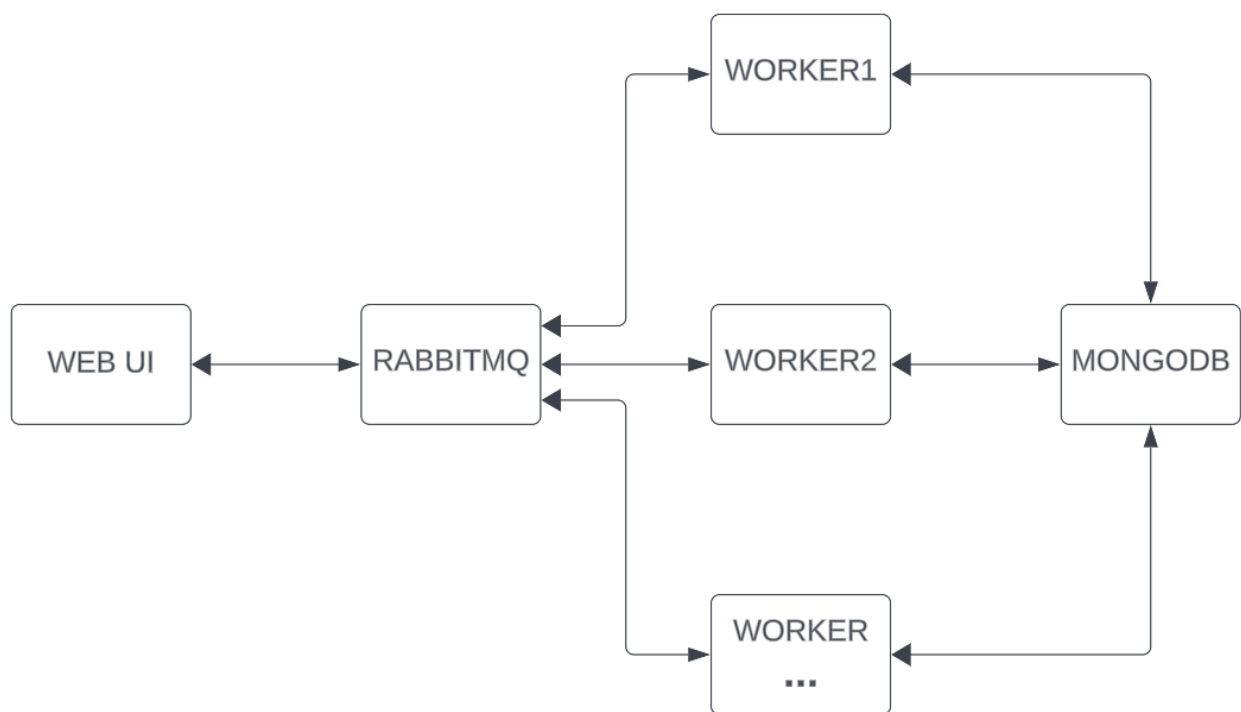 WORKER1
WEB UI
RABBITMQ
WORKER2
MONGODB
WORKER
...